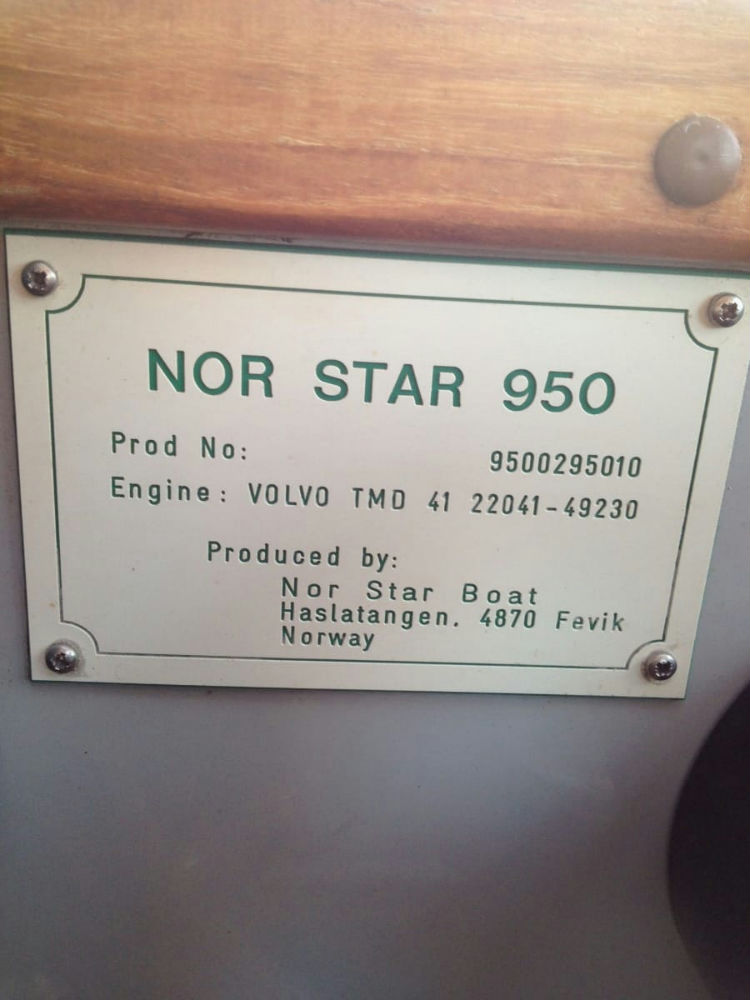 NOR STAR 950
Prod No: 9500295010
Engine: VOLVO TMD 41 22041-49230
Produced by:
Nor Star Boat
Haslatangen. 4870 Fevik
Norway